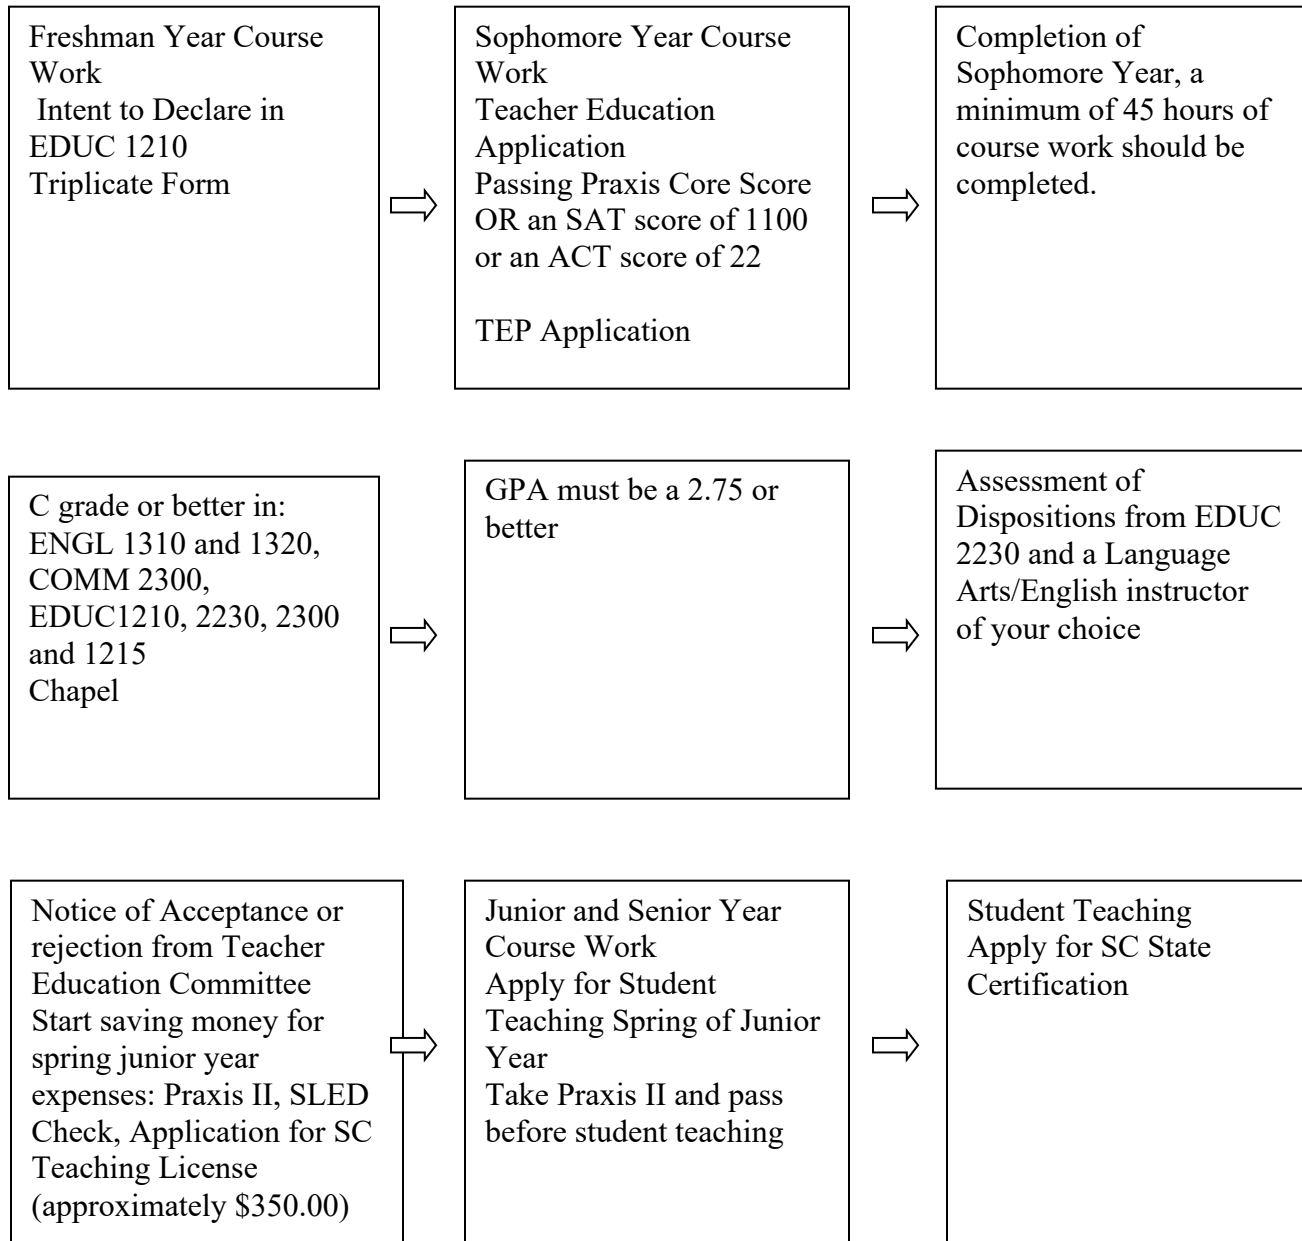 Freshman Year Course
Work
Intent to Declare in
EDUC 1210
Triplicate Form
Sophomore Year Course
Work
Teacher Education
Application
Passing Praxis Core Score
OR an SAT score of 1100
or an ACT score of 22
TEP Application
Completion of
Sophomore Year, a
minimum of 45 hours of
course work should be
completed.
C grade or better in:
ENGL 1310 and 1320,
COMM 2300,
EDUC1210, 2230, 2300
and 1215
Chapel
GPA must be a 2.75 or
better
Assessment of
Dispositions from EDUC
2230 and a Language
Arts/English instructor
of your choice
Notice of Acceptance or
rejection from Teacher
Education Committee
Start saving money for
spring junior year
expenses: Praxis II, SLED
Check, Application for SC
Teaching License
(approximately $350.00)
Junior and Senior Year
Course Work
Apply for Student
Teaching Spring of Junior
Year
Take Praxis II and pass
before student teaching
Student Teaching
Apply for SC State
Certification